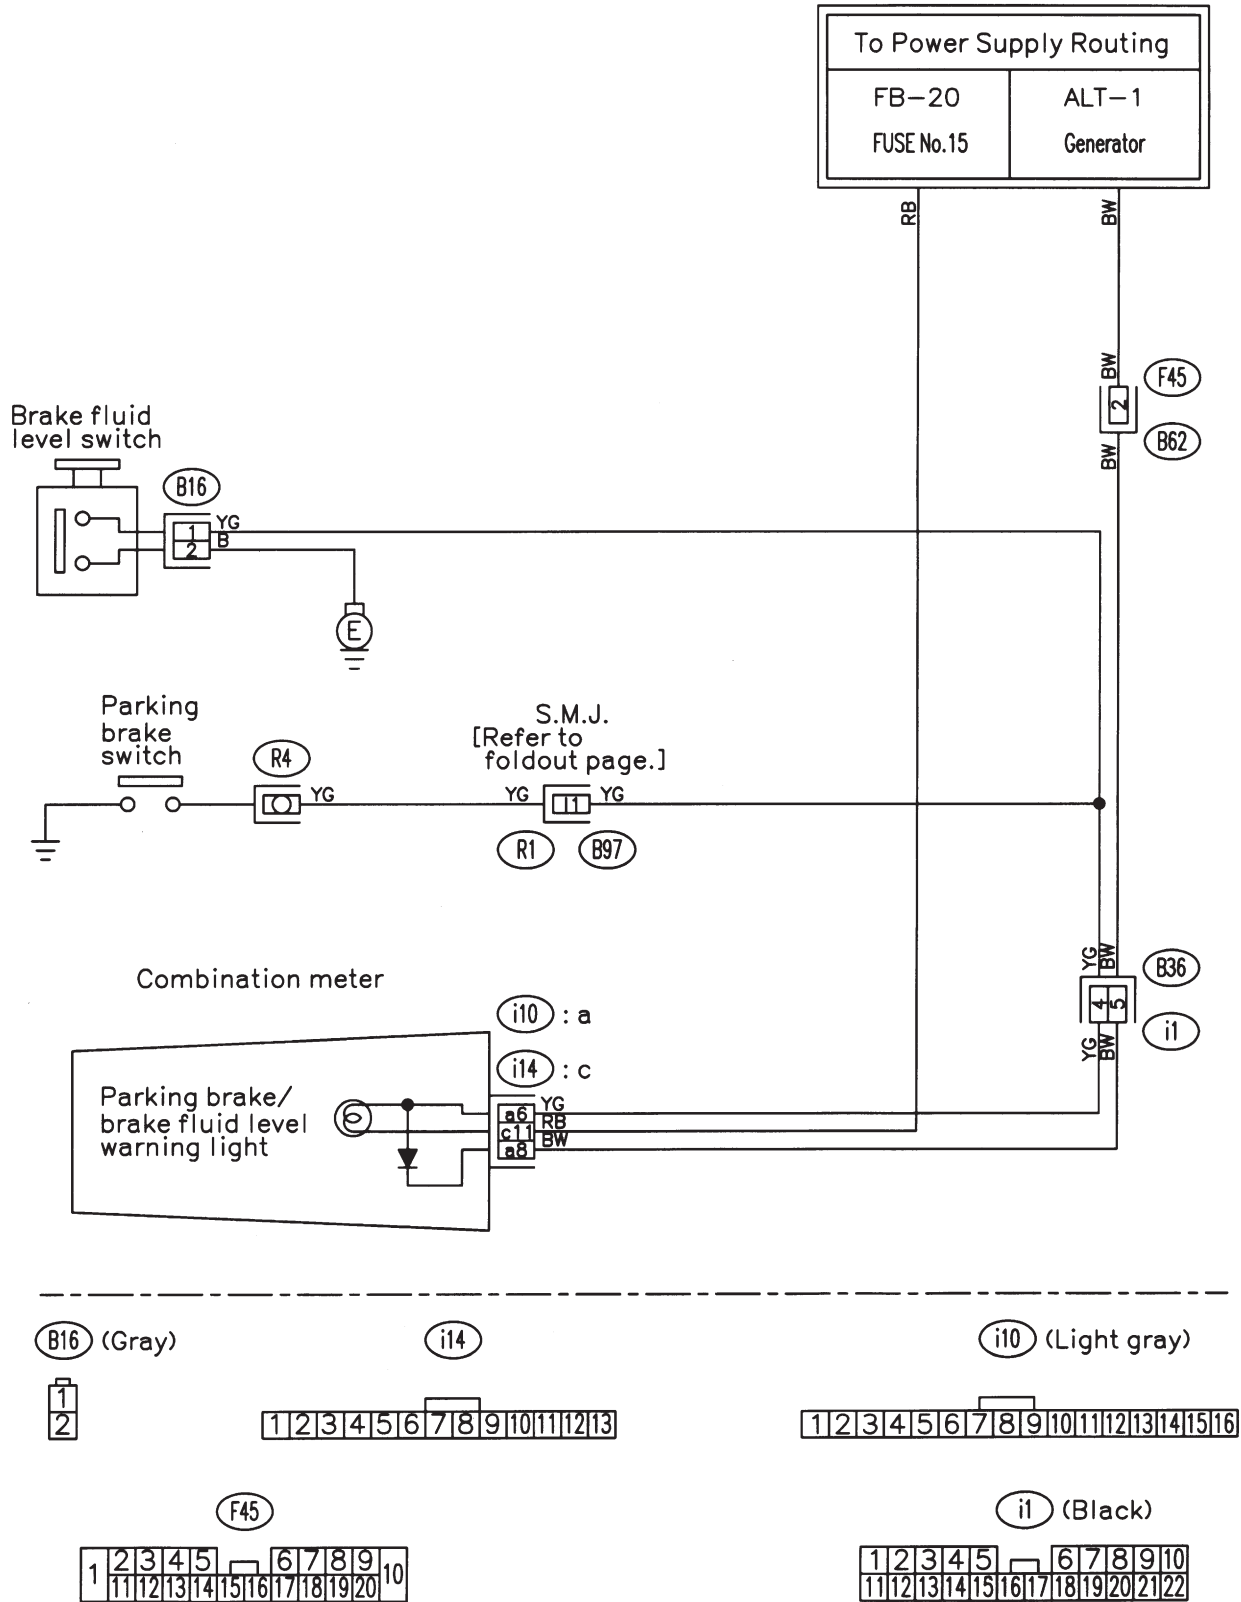 To Power Supply Routing
FB-20
ALT-1
FUSE No.15
Generator
RB
BW
BW
F45
2
B62
BW
Brake fluid
level switch
B16
1
YG
2
B
E
Parking
brake
switch
R4
YG
S.M.J.
[Refer to
foldout page.]
YG
11
YG
R1
B97
YG
BW
B36
4
5
i1
YG
BW
Combination meter
i10 : a
i14 : c
Parking brake/
brake fluid level
warning light
a6
YG
c11
RB
a8
BW
B16 (Gray)
1
2
i14
1 2 3 4 5 6 7 8 9 10 11 12 13
i10 (Light gray)
1 2 3 4 5 6 7 8 9 10 11 12 13 14 15 16
F45
1 2 3 4 5 6 7 8 9 10
11 12 13 14 15 16 17 18 19 20
i1 (Black)
1 2 3 4 5 6 7 8 9 10
11 12 13 14 15 16 17 18 19 20 21 22